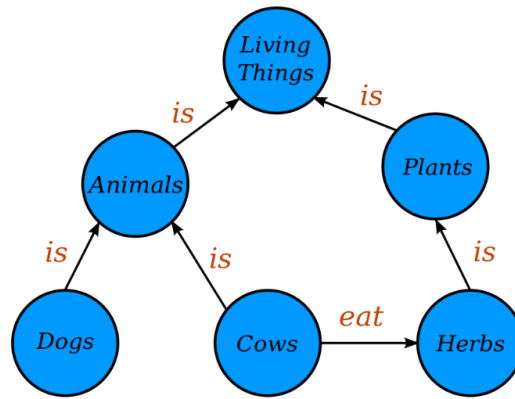 Living
Things
is
is
Animals
Plants
is
is
is
eat
Dogs
Cows
Herbs